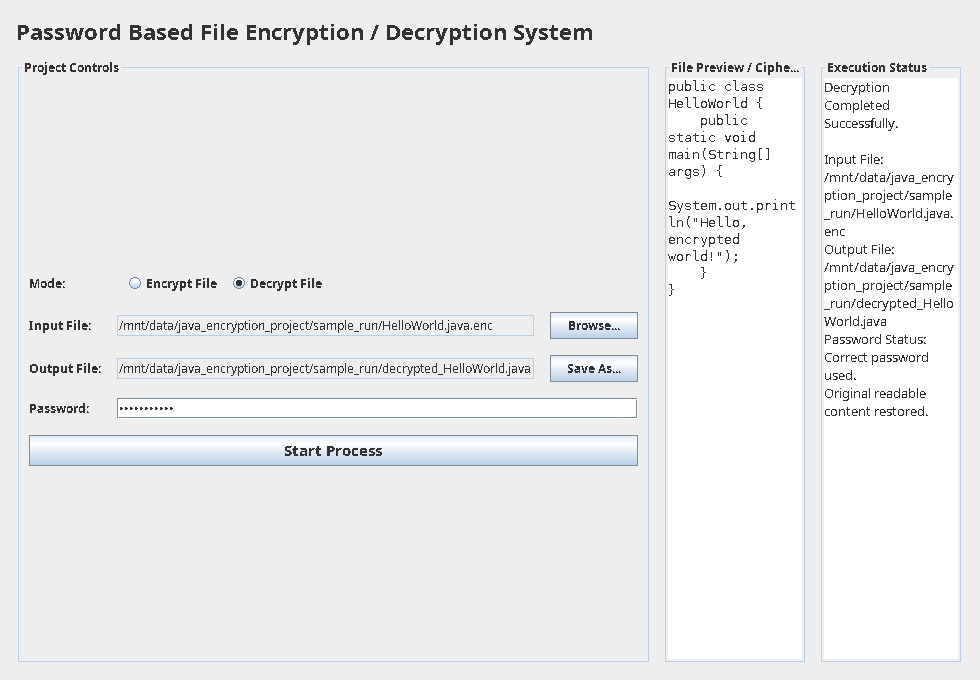 Password Based File Encryption / Decryption System
Project Controls
Mode:
Encrypt File
Decrypt File
Input File:
/mnt/data/java_encryption_project/sample_run/HelloWorld.java.enc
Browse...
Output File:
/mnt/data/java_encryption_project/sample_run/decrypted_HelloWorld.java
Save As...
Password:
•••••••••••
Start Process
File Preview / Ciphe...
public class
HelloWorld {
    public
static void
main(String[]
args) {

System.out.print
ln("Hello,
encrypted
world!");
    }
}
Execution Status
Decryption
Completed
Successfully.

Input File:
/mnt/data/java_encry
ption_project/sample
_run/HelloWorld.java.
enc
Output File:
/mnt/data/java_encry
ption_project/sample
_run/decrypted_Hello
World.java
Password Status:
Correct password
used.
Original readable
content restored.